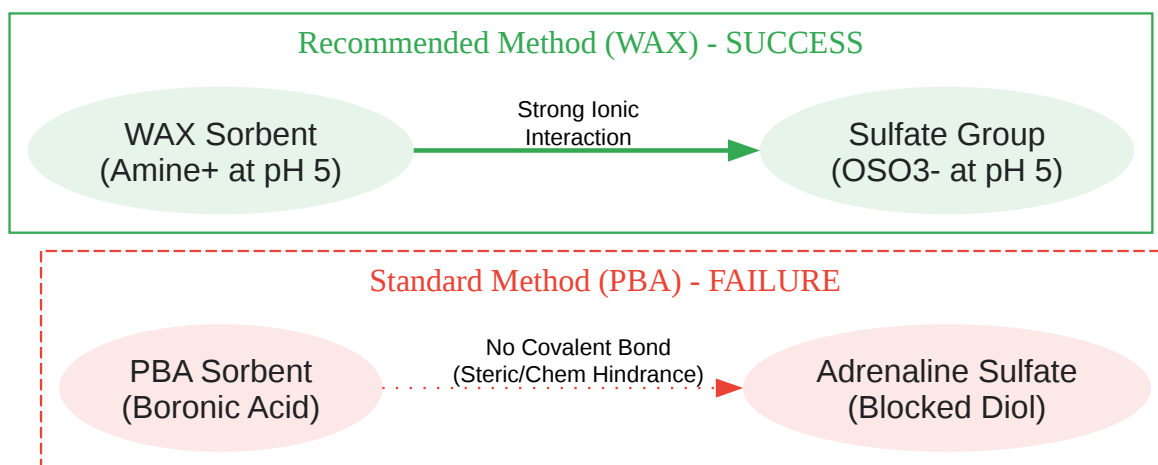 Recommended Method (WAX) - SUCCESS
WAX Sorbent
(Amine+ at pH 5)
Strong Ionic
Interaction
Sulfate Group
(OSO3- at pH 5)
Standard Method (PBA) - FAILURE
PBA Sorbent
(Boronic Acid)
No Covalent Bond
(Steric/Chem Hindrance)
Adrenaline Sulfate
(Blocked Diol)